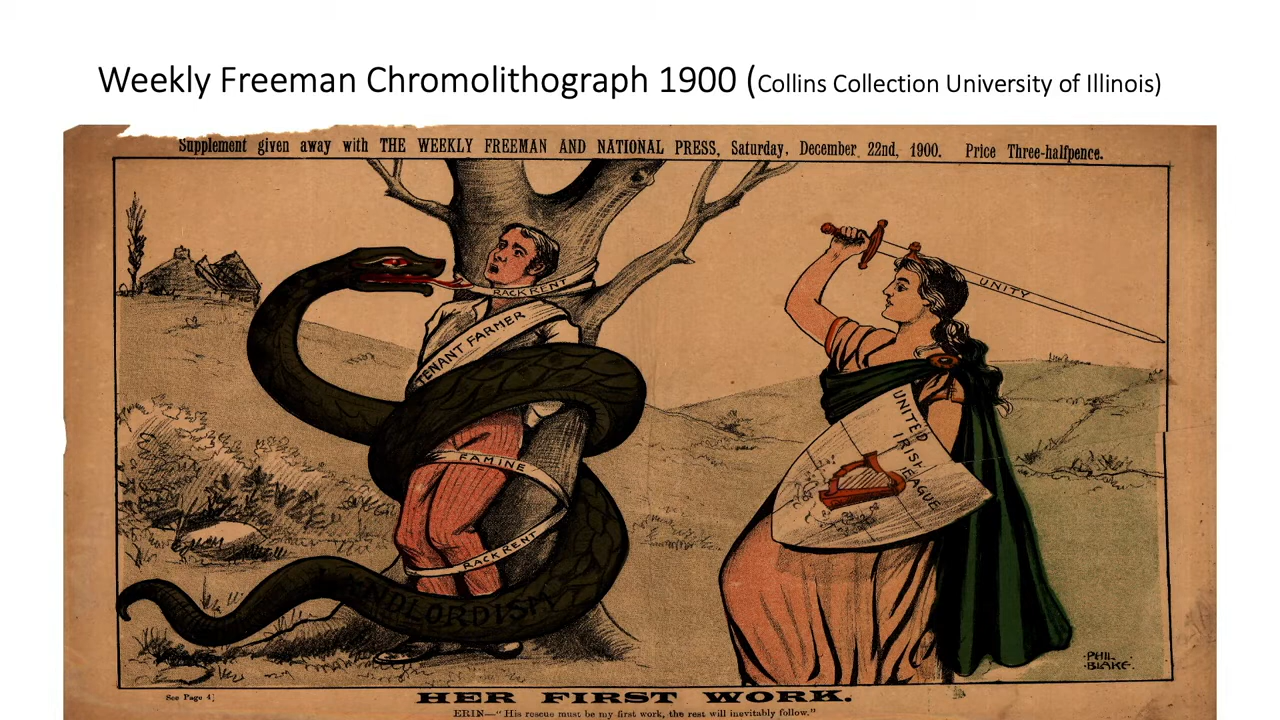 Weekly Freeman Chromolithograph 1900 (Collins Collection University of Illinois)
Supplement given away with THE WEEKLY FREEMAN AND NATIONAL PRESS, Saturday, December 22nd, 1900. Price Three-halfpence.
UNITY
RACK RENT
TENANT FARMER
UNITED
IRISH
LEAGUE
FAMINE
RACKRENT
LANDLORDISM
PHIL.
BLAKE.
See Page 4]
HER FIRST WORK.
ERIN—"His rescue must be my first work, the rest will inevitably follow."